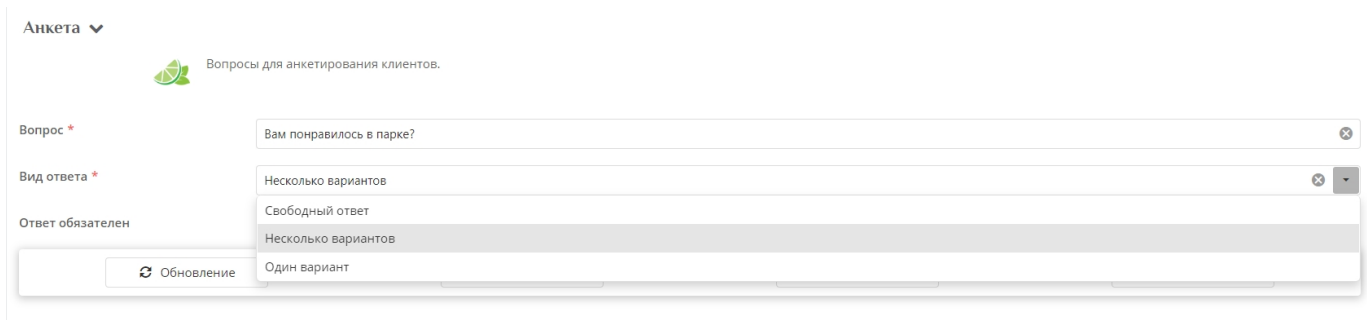 Анкета
Вопросы для анкетирования клиентов.
Вопрос * Вам понравилось в парке?
Вид ответа * Несколько вариантов
Свободный ответ
Ответ обязателен
Несколько вариантов
Один вариант
Обновление